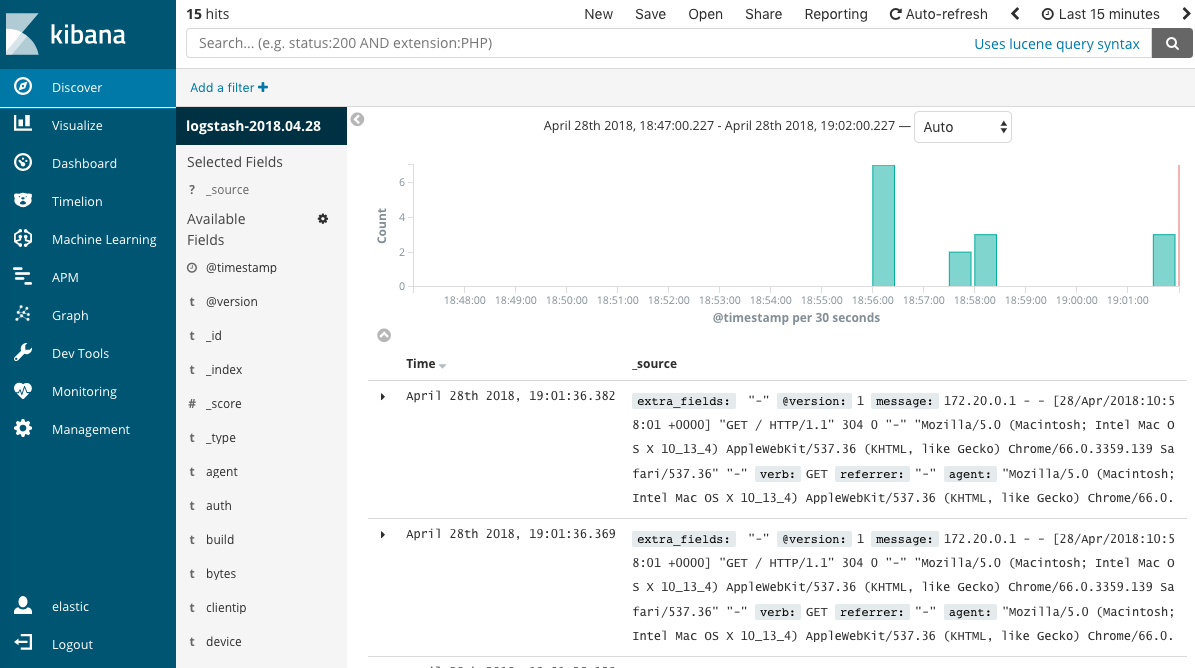 kibana
Discover
Visualize
Dashboard
Timelion
Machine Learning
APM
Graph
Dev Tools
Monitoring
Management
elastic
Logout
15 hits
New Save Open Share Reporting Auto-refresh Last 15 minutes
Search... (e.g. status:200 AND extension:PHP) Uses lucene query syntax
Add a filter
logstash-2018.04.28
Selected Fields
? _source
Available
Fields
@timestamp
t @version
t _id
t _index
# _score
t _type
t agent
t auth
t build
t bytes
t clientip
t device
April 28th 2018, 18:47:00.227 - April 28th 2018, 19:02:00.227 — Auto
Count
6
4
2
0
18:48:00 18:49:00 18:50:00 18:51:00 18:52:00 18:53:00 18:54:00 18:55:00 18:56:00 18:57:00 18:58:00 18:59:00 19:00:00 19:01:00
@timestamp per 30 seconds
Time _source
April 28th 2018, 19:01:36.382 extra_fields: "-" @version: 1 message: 172.20.0.1 - - [28/Apr/2018:10:5
8:01 +0000] "GET / HTTP/1.1" 304 0 "-" "Mozilla/5.0 (Macintosh; Intel Mac O
S X 10_13_4) AppleWebKit/537.36 (KHTML, like Gecko) Chrome/66.0.3359.139 Sa
fari/537.36" "-" verb: GET referrer: "-" agent: "Mozilla/5.0 (Macintosh;
Intel Mac OS X 10_13_4) AppleWebKit/537.36 (KHTML, like Gecko) Chrome/66.0.
April 28th 2018, 19:01:36.369 extra_fields: "-" @version: 1 message: 172.20.0.1 - - [28/Apr/2018:10:5
8:01 +0000] "GET / HTTP/1.1" 304 0 "-" "Mozilla/5.0 (Macintosh; Intel Mac O
S X 10_13_4) AppleWebKit/537.36 (KHTML, like Gecko) Chrome/66.0.3359.139 Sa
fari/537.36" "-" verb: GET referrer: "-" agent: "Mozilla/5.0 (Macintosh;
Intel Mac OS X 10_13_4) AppleWebKit/537.36 (KHTML, like Gecko) Chrome/66.0.